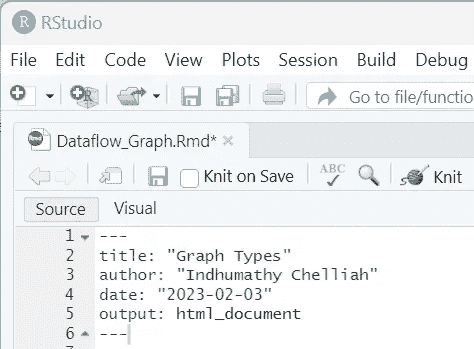 R RStudio
File Edit Code View Plots Session Build Debug
Go to file/functio
Dataflow_Graph.Rmd*
Knit on Save ABC Knit
Source Visual
1 ---
2 title: "Graph Types"
3 author: "Indhumathy Chelliah"
4 date: "2023-02-03"
5 output: html_document
6 ---